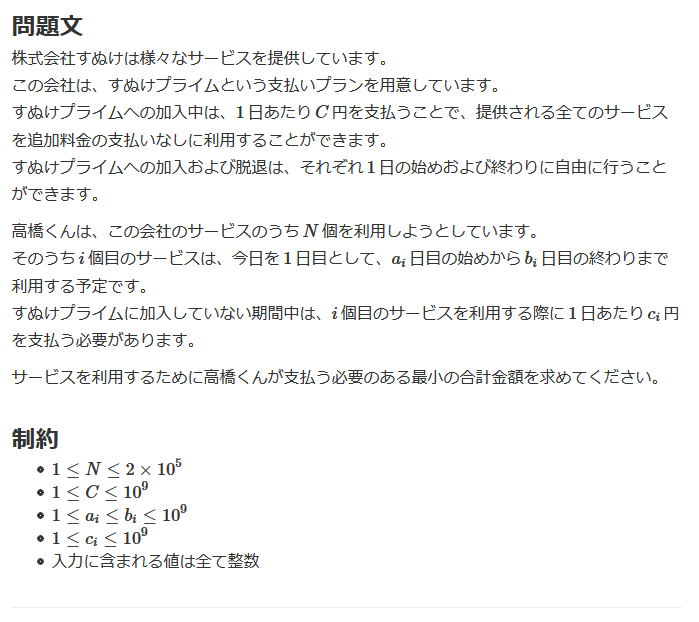 問題文
株式会社すぬけは様々なサービスを提供しています。
この会社は、すぬけプライムという支払いプランを用意しています。
すぬけプライムへの加入中は、1 日あたり C 円を支払うことで、提供される全てのサービス
を追加料金の支払いなしに利用することができます。
すぬけプライムへの加入および脱退は、それぞれ 1 日の始めおよび終わりに自由に行うこと
ができます。
高橋くんは、この会社のサービスのうち N 個を利用しようとしています。
そのうち i 個目のサービスは、今日を 1 日目として、a_i 日目の始めから b_i 日目の終わりまで
利用する予定です。
すぬけプライムに加入していない期間中は、i 個目のサービスを利用する際に 1 日あたり c_i 円
を支払う必要があります。
サービスを利用するために高橋くんが支払う必要のある最小の合計金額を求めてください。
制約
1 ≤ N ≤ 2 × 10^5
1 ≤ C ≤ 10^9
1 ≤ a_i ≤ b_i ≤ 10^9
1 ≤ c_i ≤ 10^9
入力に含まれる値は全て整数